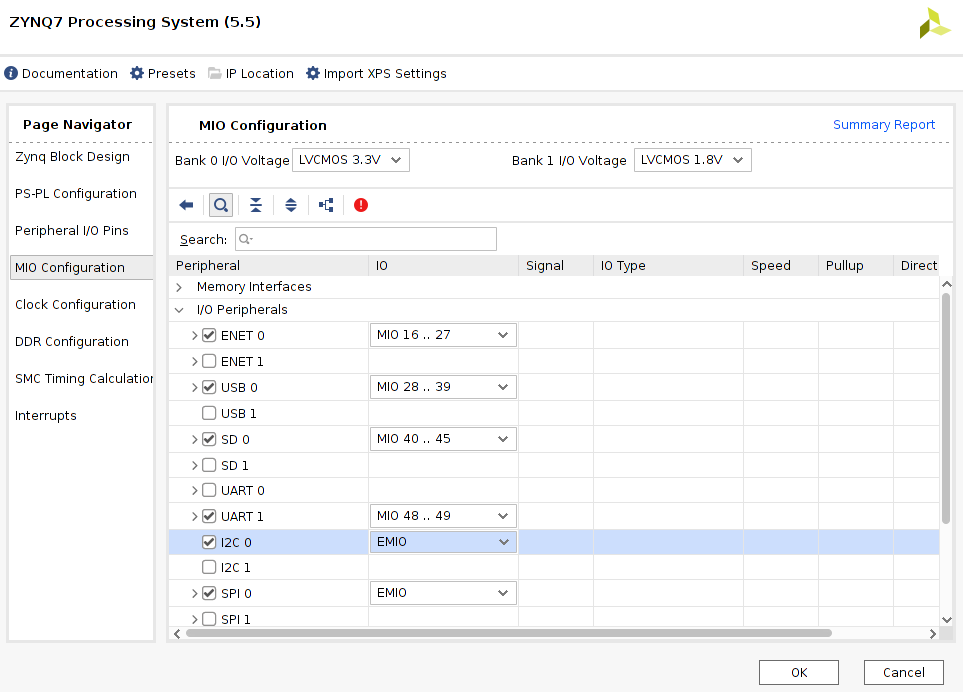 ZYNQ7 Processing System (5.5)
Documentation Presets IP Location Import XPS Settings
Page Navigator
Zynq Block Design
PS-PL Configuration
Peripheral I/O Pins
MIO Configuration
Clock Configuration
DDR Configuration
SMC Timing Calculation
Interrupts
MIO Configuration Summary Report
Bank 0 I/O Voltage LVCMOS 3.3V Bank 1 I/O Voltage LVCMOS 1.8V
Search:
Peripheral IO Signal IO Type Speed Pullup Direct
Memory Interfaces
I/O Peripherals
ENET 0 MIO 16 .. 27
ENET 1
USB 0 MIO 28 .. 39
USB 1
SD 0 MIO 40 .. 45
SD 1
UART 0
UART 1 MIO 48 .. 49
I2C 0 EMIO
I2C 1
SPI 0 EMIO
SPI 1
OK Cancel